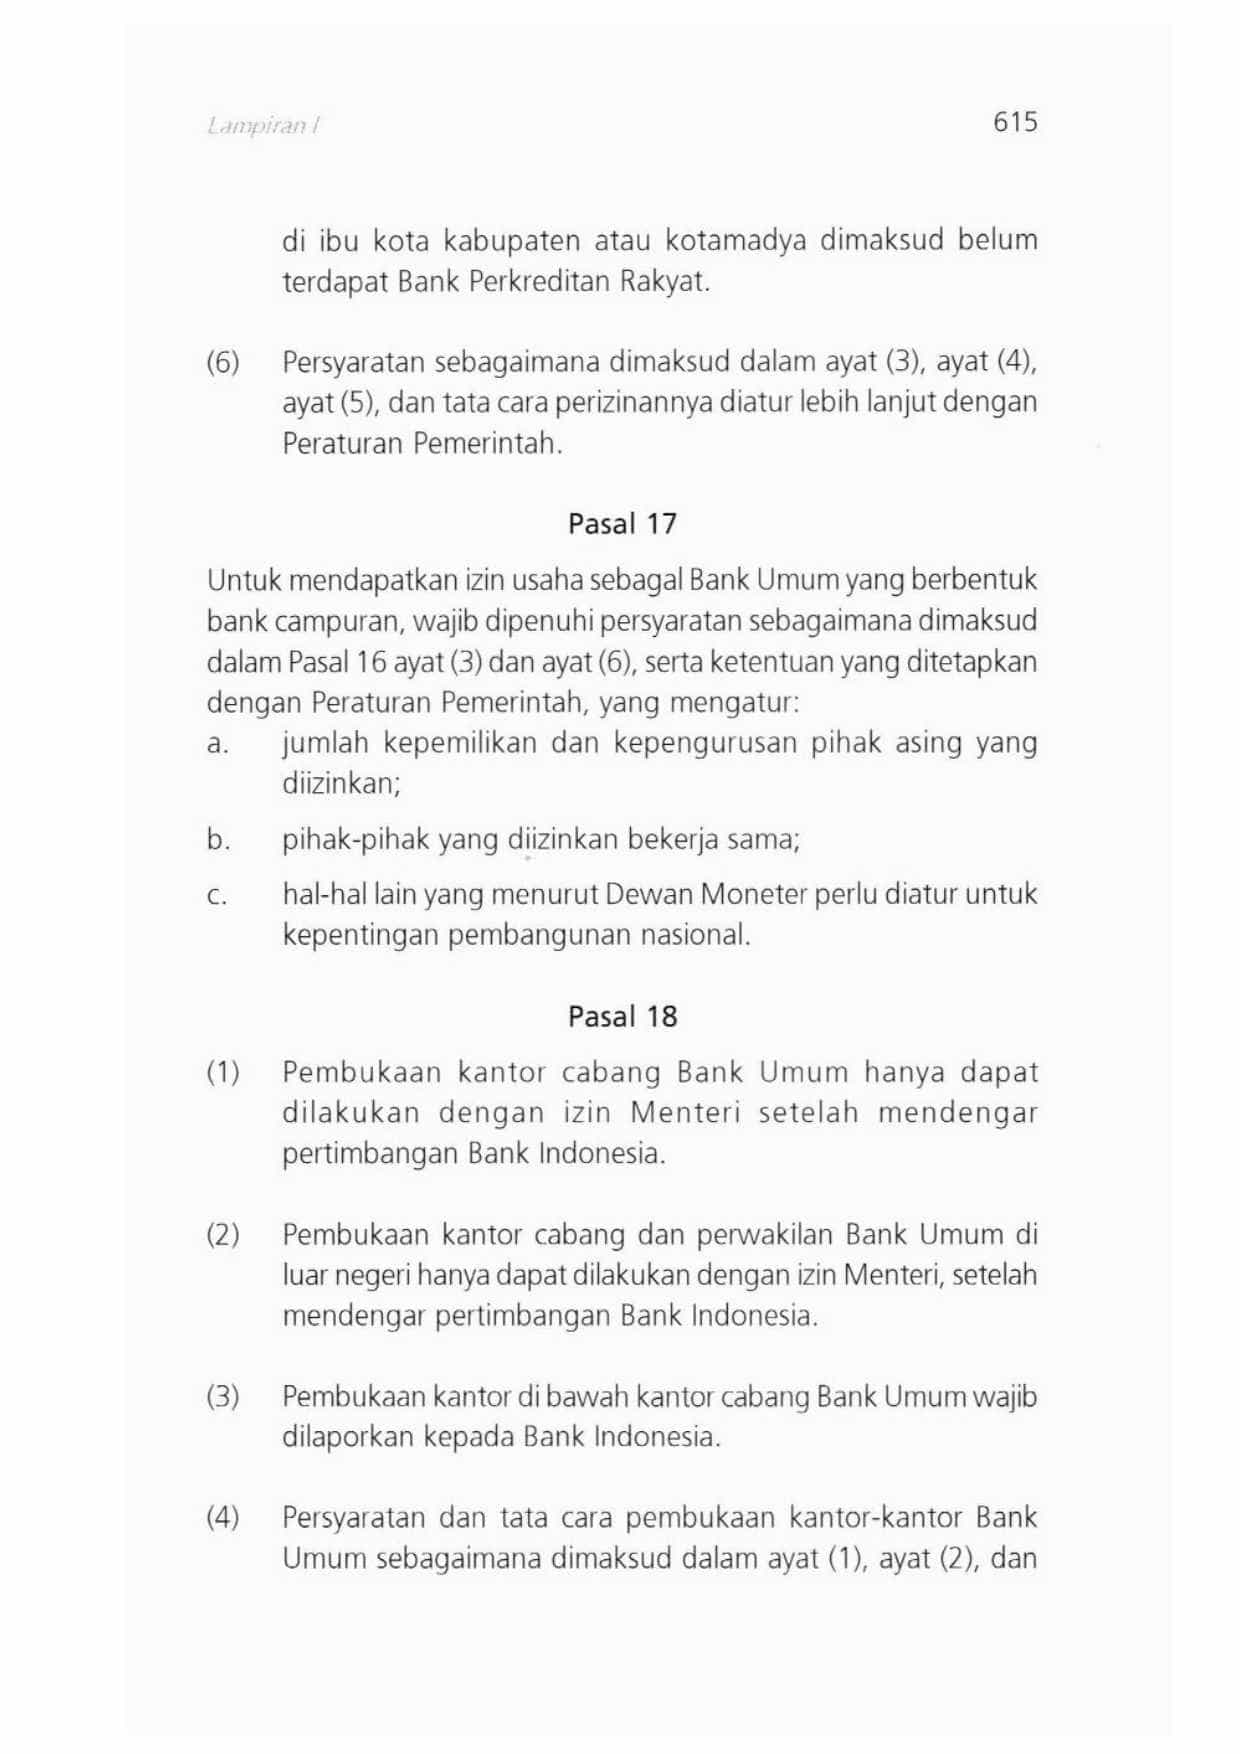 Lampiran I
615
di ibu kota kabupaten atau kotamadya dimaksud belum
terdapat Bank Perkreditan Rakyat.
(6) Persyaratan sebagaimana dimaksud dalam ayat (3), ayat (4),
ayat (5), dan tata cara perizinannya diatur lebih lanjut dengan
Peraturan Pemerintah.
Pasal 17
Untuk mendapatkan izin usaha sebagal Bank Umum yang berbentuk
bank campuran, wajib dipenuhi persyaratan sebagaimana dimaksud
dalam Pasal 16 ayat (3) dan ayat (6), serta ketentuan yang ditetapkan
dengan Peraturan Pemerintah, yang mengatur:
a. jumlah kepemilikan dan kepengurusan pihak asing yang
diizinkan;
b. pihak-pihak yang diizinkan bekerja sama;
c. hal-hal lain yang menurut Dewan Moneter perlu diatur untuk
kepentingan pembangunan nasional.
Pasal 18
(1) Pembukaan kantor cabang Bank Umum hanya dapat
dilakukan dengan izin Menteri setelah mendengar
pertimbangan Bank Indonesia.
(2) Pembukaan kantor cabang dan perwakilan Bank Umum di
luar negeri hanya dapat dilakukan dengan izin Menteri, setelah
mendengar pertimbangan Bank Indonesia.
(3) Pembukaan kantor di bawah kantor cabang Bank Umum wajib
dilaporkan kepada Bank Indonesia.
(4) Persyaratan dan tata cara pembukaan kantor-kantor Bank
Umum sebagaimana dimaksud dalam ayat (1), ayat (2), dan